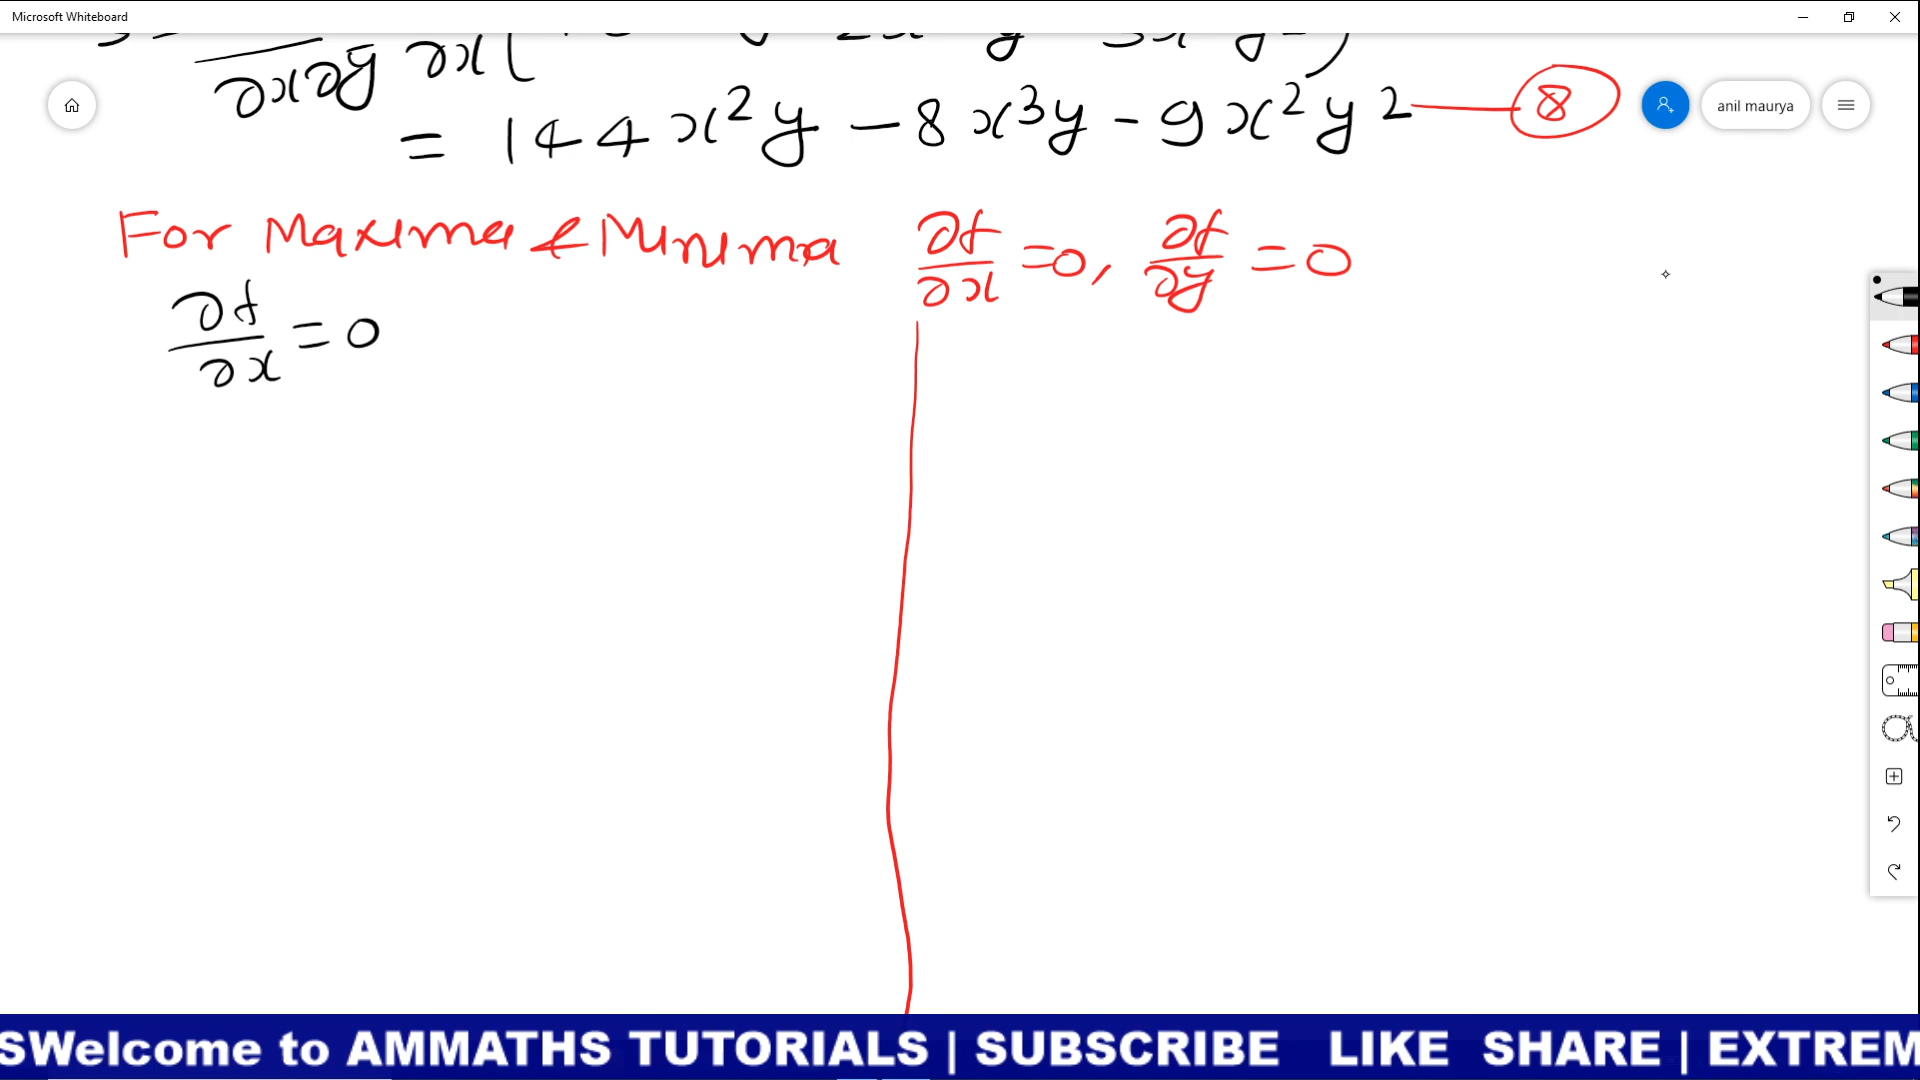 Microsoft Whiteboard
∂x∂y ∂x(
= 144x²y − 8x³y − 9x²y² — 8
anil maurya
For Maxima & Minima ∂f/∂x = 0, ∂f/∂y = 0
∂f/∂x = 0
SWelcome to AMMATHS TUTORIALS | SUBSCRIBE LIKE SHARE | EXTREM